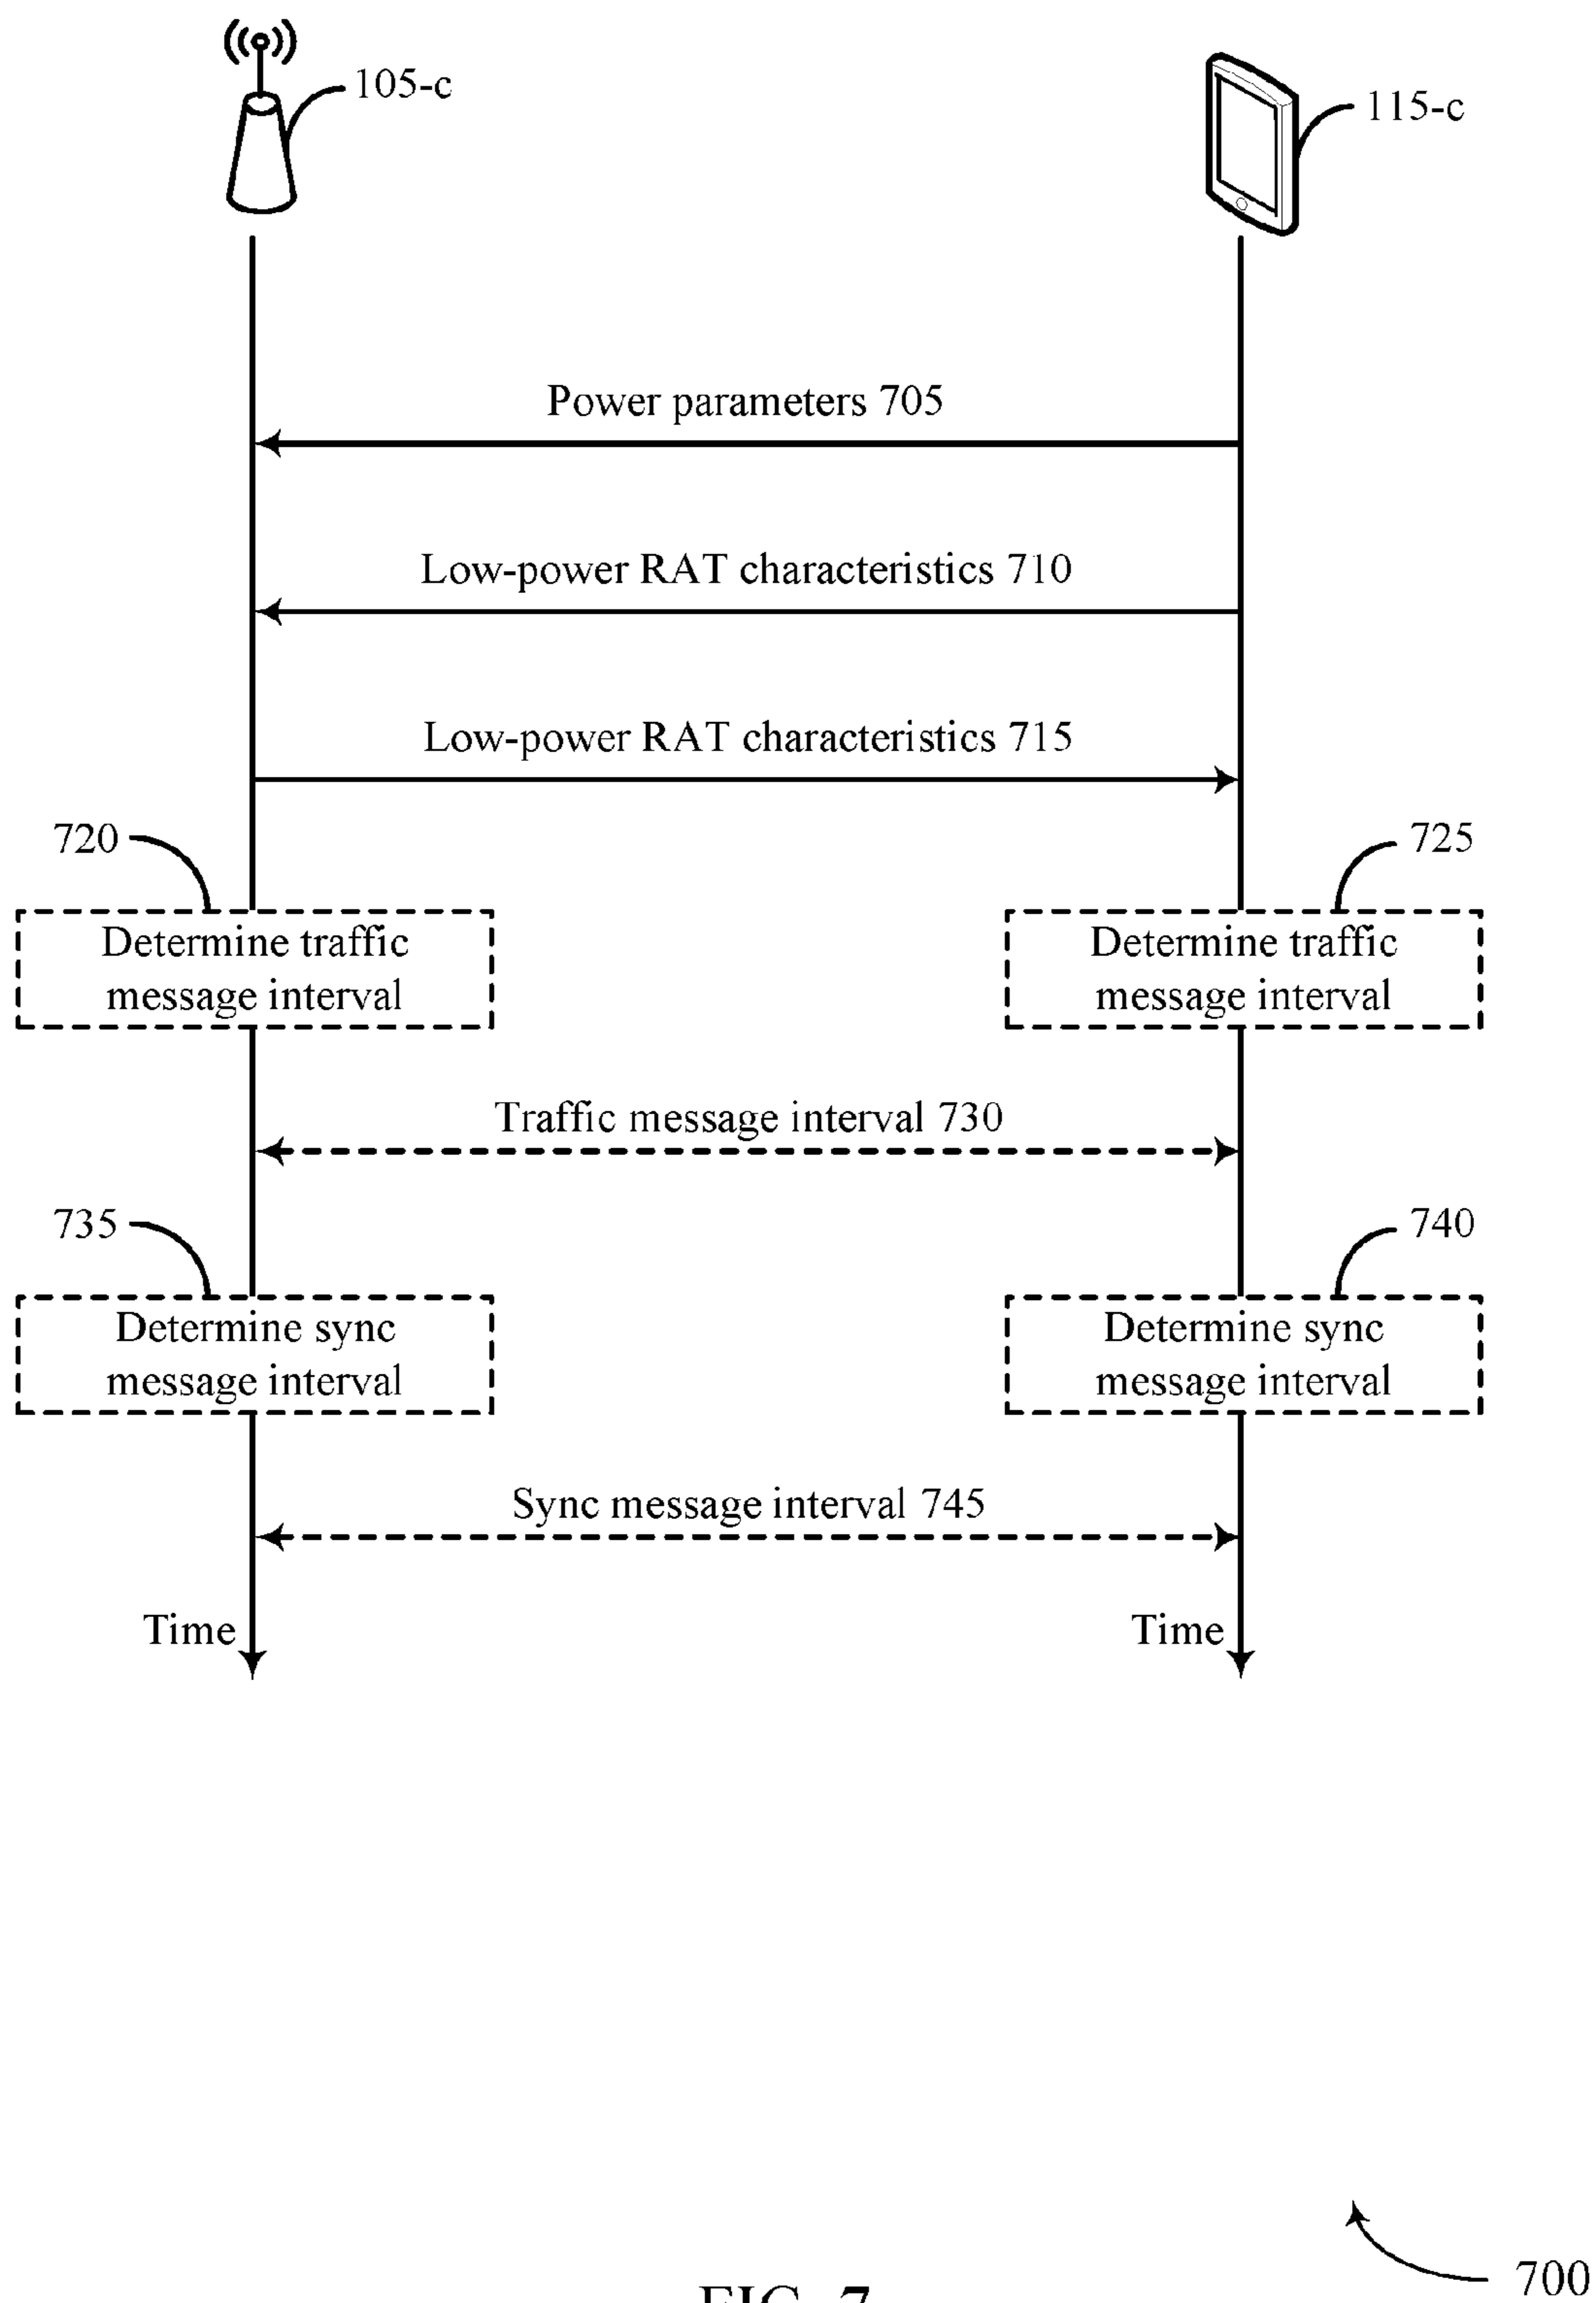 105-c
115-c
Power parameters 705
Low-power RAT characteristics 710
Low-power RAT characteristics 715
720
725
Determine traffic
message interval
Determine traffic
message interval
Traffic message interval 730
735
740
Determine sync
message interval
Determine sync
message interval
Sync message interval 745
Time
Time
700
FIG. 7